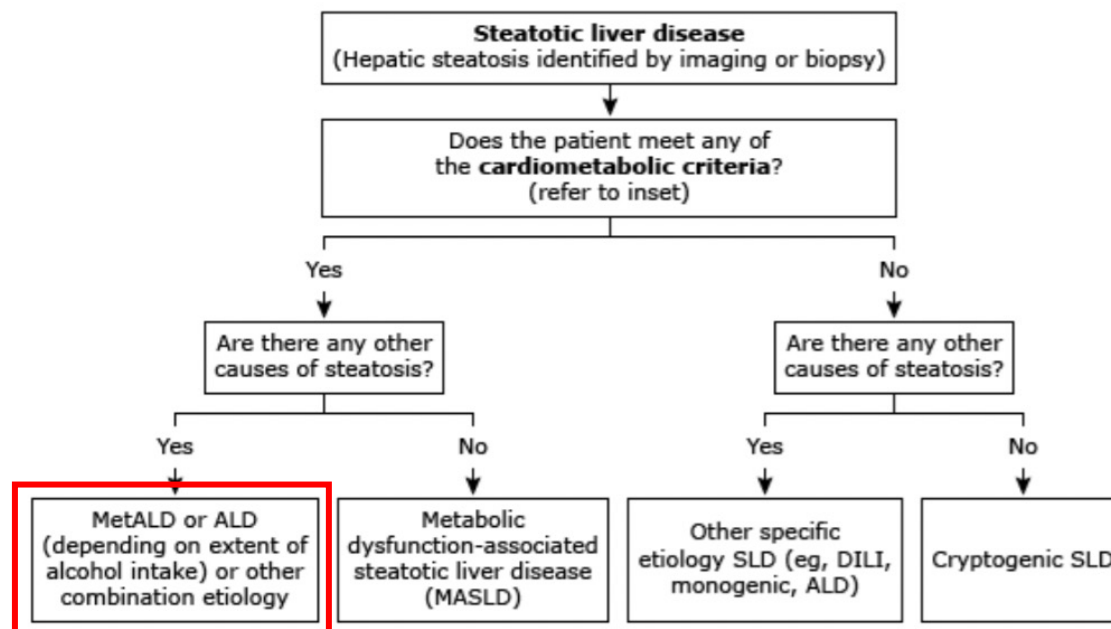 Steatotic liver disease
(Hepatic steatosis identified by imaging or biopsy)
Does the patient meet any of
the cardiometabolic criteria?
(refer to inset)
Yes
No
Are there any other
causes of steatosis?
Are there any other
causes of steatosis?
Yes
No
Yes
No
MetALD or ALD
(depending on extent of
alcohol intake) or other
combination etiology
Metabolic
dysfunction-associated
steatotic liver disease
(MASLD)
Other specific
etiology SLD (eg, DILI,
monogenic, ALD)
Cryptogenic SLD